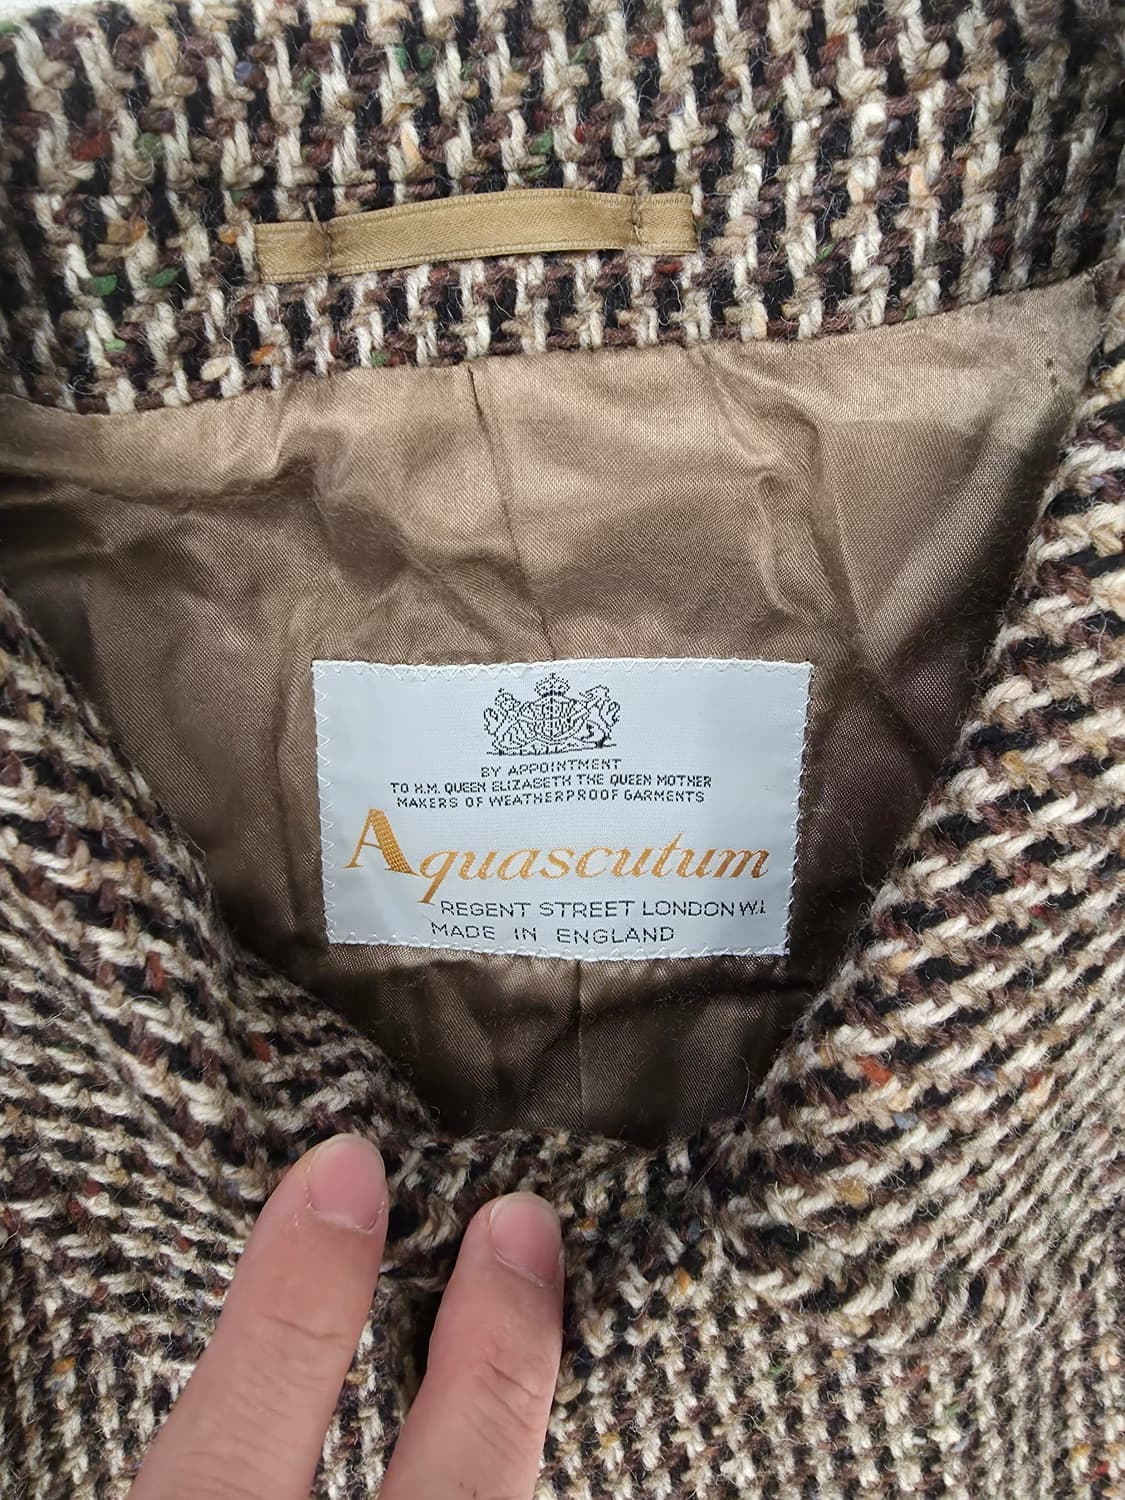 BY APPOINTMENT
TO H.M. QUEEN ELIZABETH THE QUEEN MOTHER
MAKERS OF WEATHERPROOF GARMENTS
Aquascutum
REGENT STREET LONDON W.1.
MADE IN ENGLAND